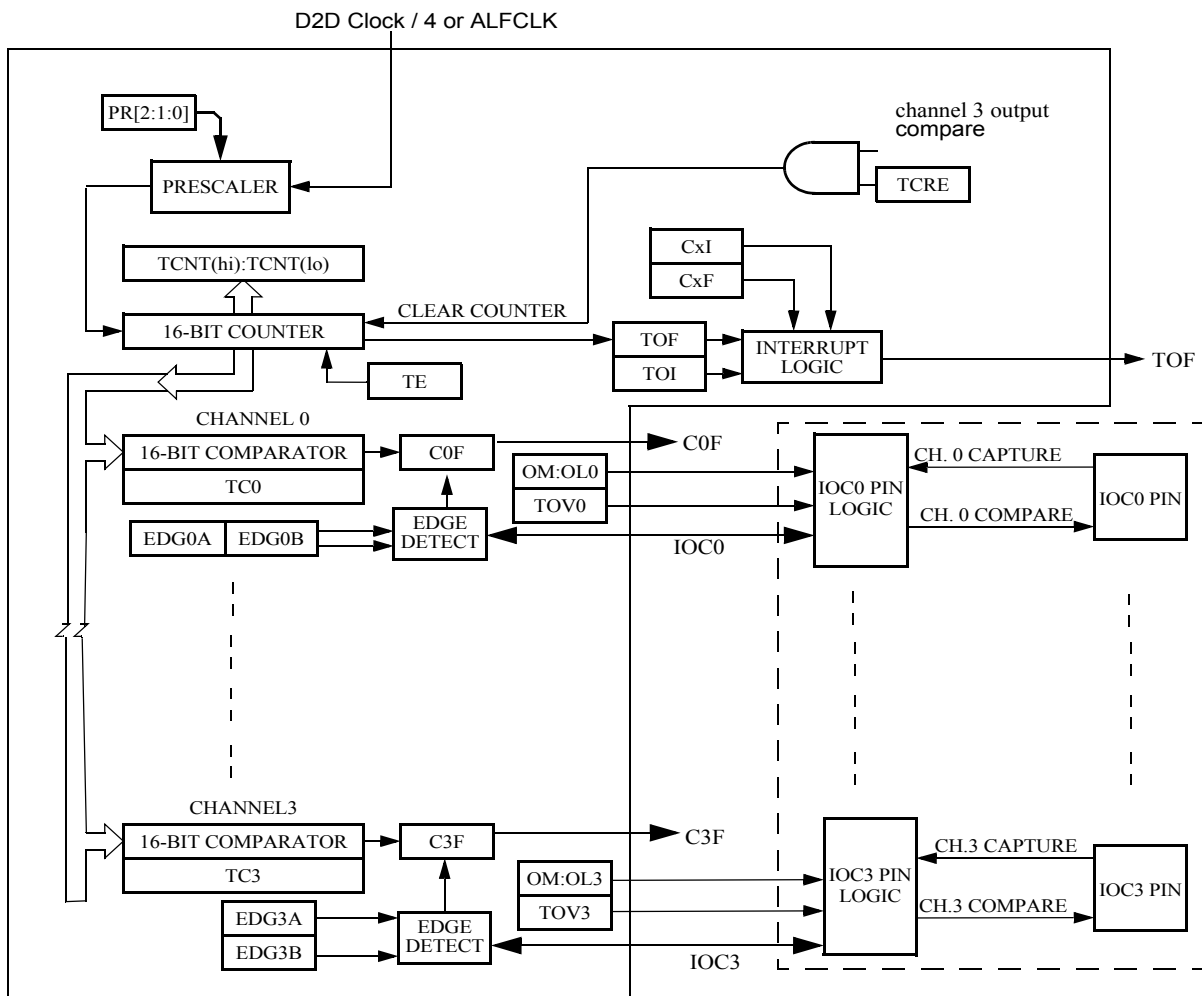 D2D Clock / 4 or ALFCLK
PR[2:1:0]
channel 3 output
compare
PRESCALER
TCRE
CxI
CxF
TCNT(hi):TCNT(lo)
CLEAR COUNTER
16-BIT COUNTER
TOF
TOI
INTERRUPT
LOGIC
TOF
TE
CHANNEL 0
16-BIT COMPARATOR
TC0
C0F
C0F
OM:OL0
TOV0
IOC0 PIN
LOGIC
CH. 0 CAPTURE
CH. 0 COMPARE
IOC0 PIN
EDG0A
EDG0B
EDGE
DETECT
IOC0
CHANNEL3
16-BIT COMPARATOR
TC3
C3F
C3F
OM:OL3
TOV3
IOC3 PIN
LOGIC
CH.3 CAPTURE
CH.3 COMPARE
IOC3 PIN
EDG3A
EDG3B
EDGE
DETECT
IOC3